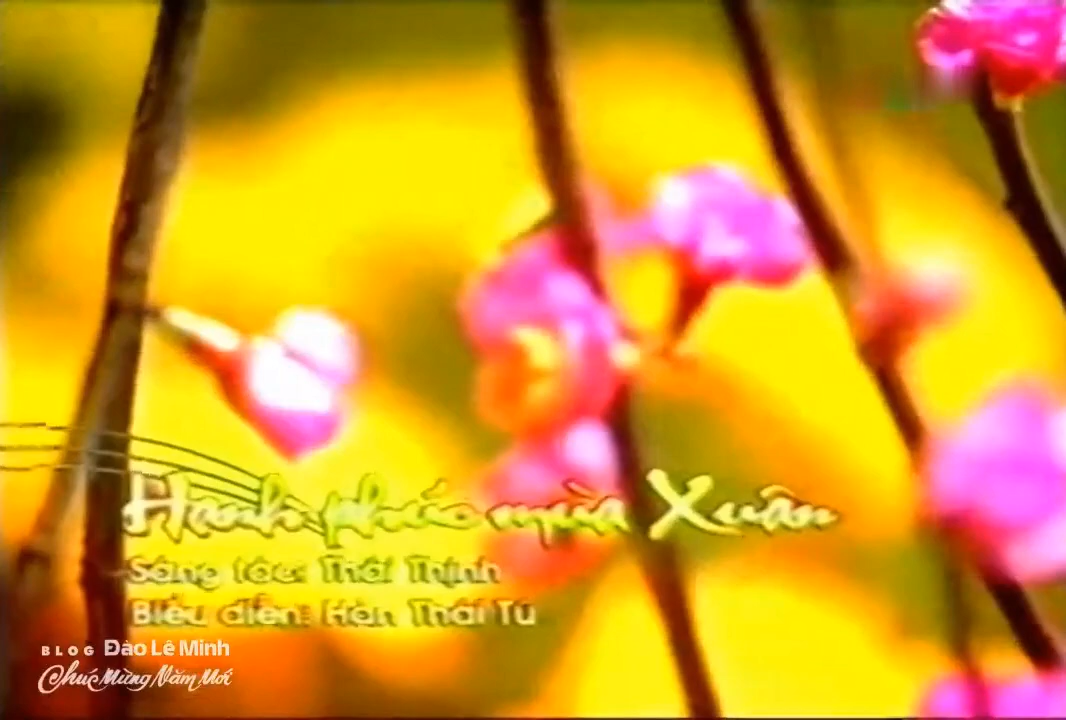 Hạnh phúc mùa Xuân
Sáng tác: Thái Thịnh
Biểu diễn: Hàn Thái Tú
BLOG Đào Lê Minh
Chúc Mừng Năm Mới